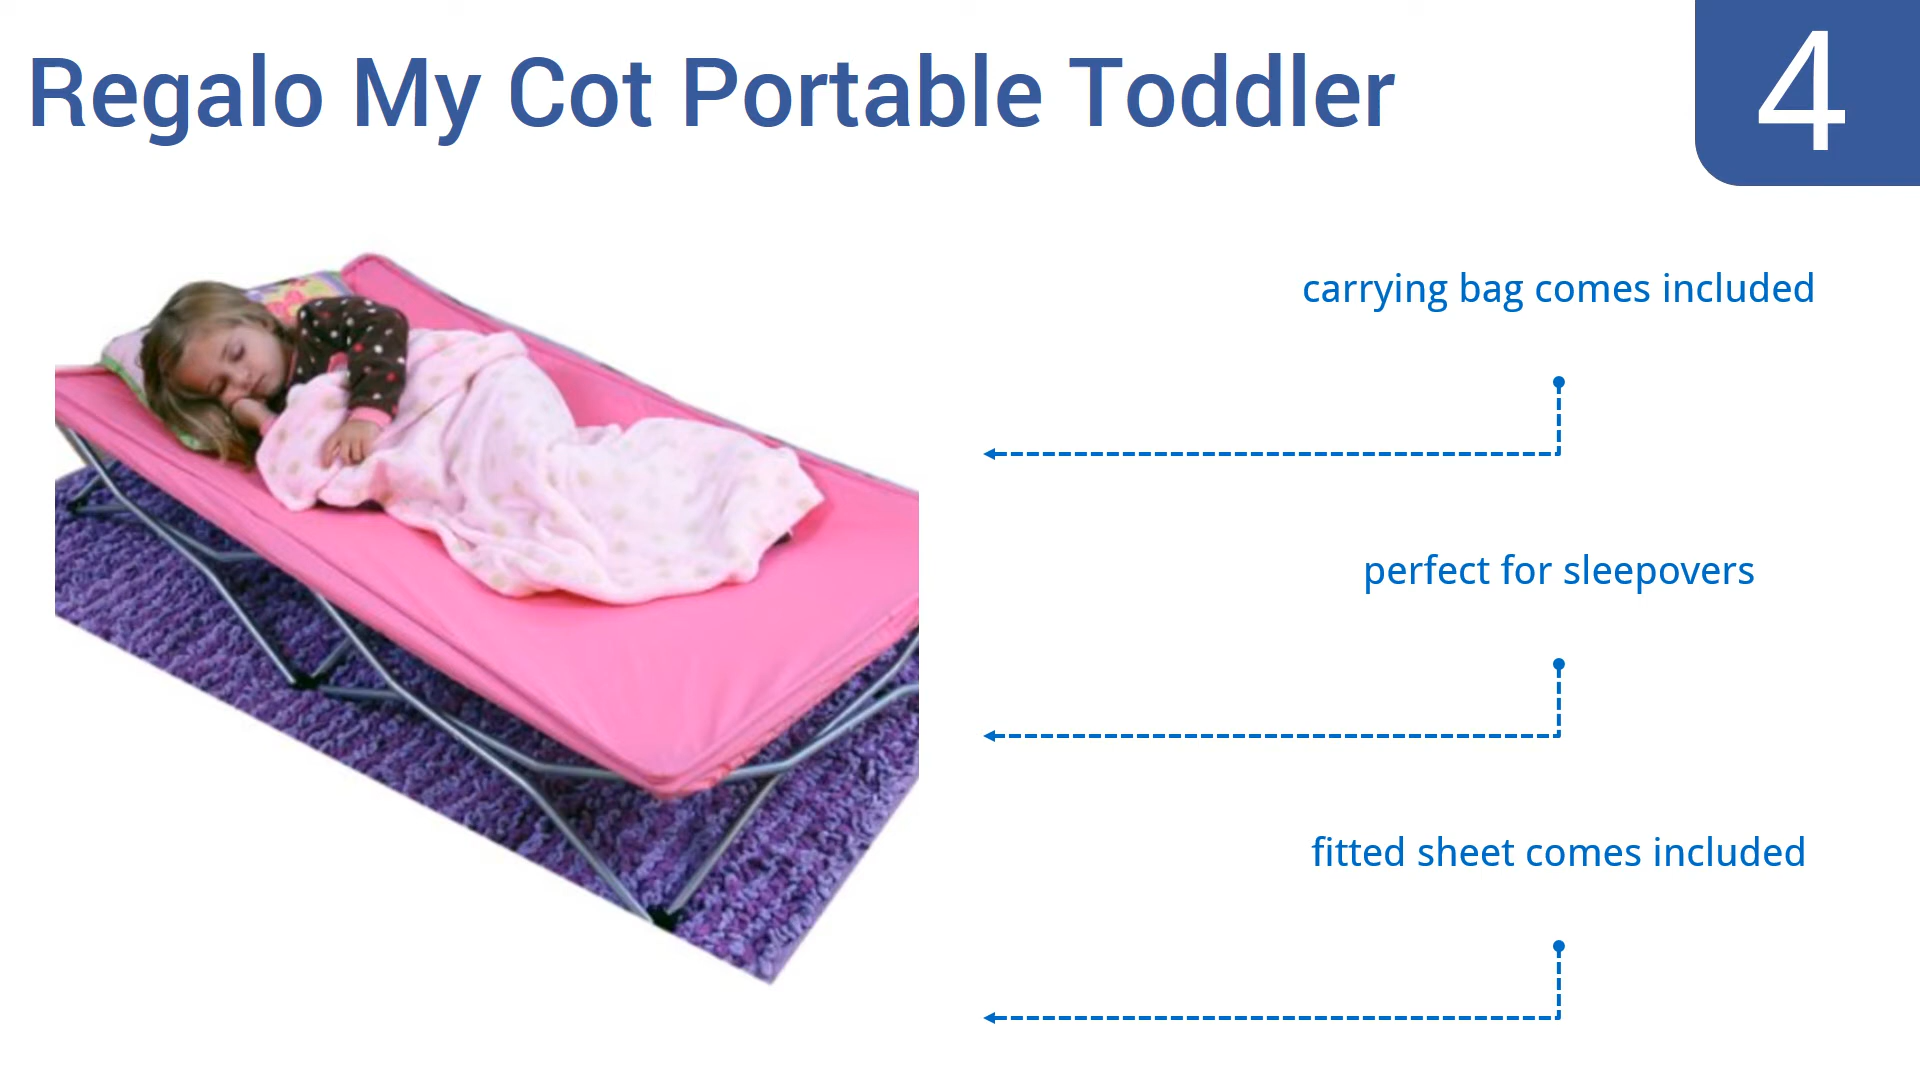 Regalo My Cot Portable Toddler
4
carrying bag comes included
perfect for sleepovers
fitted sheet comes included